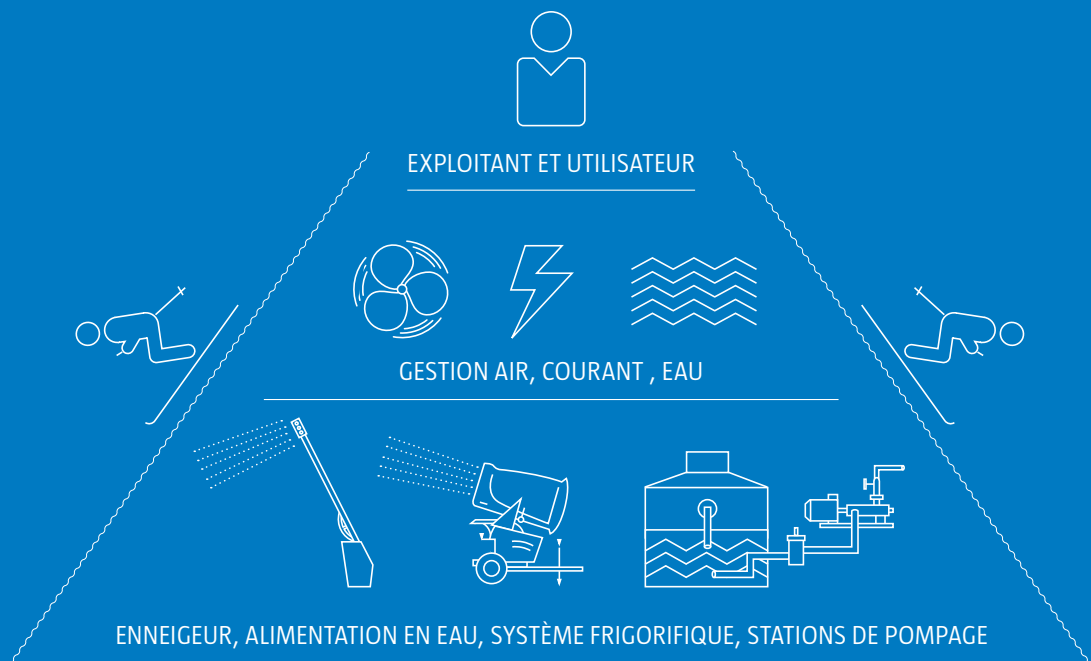 EXPLOITANT ET UTILISATEUR
GESTION AIR, COURANT , EAU
ENNEIGEUR, ALIMENTATION EN EAU, SYSTÈME FRIGORIFIQUE, STATIONS DE POMPAGE